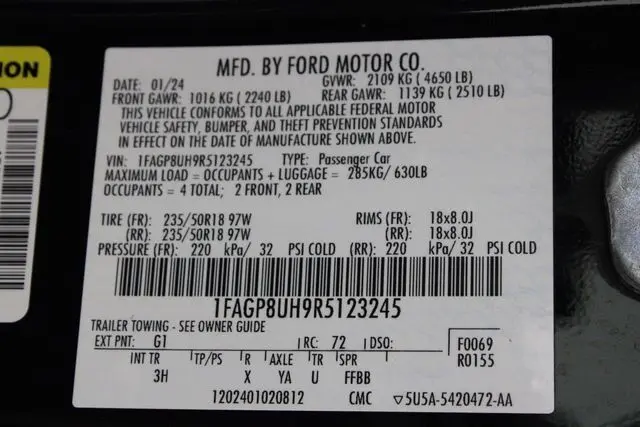 ION
MFD. BY FORD MOTOR CO.
DATE: 01/24 GVWR: 2109 KG ( 4650 LB)
FRONT GAWR: 1016 KG ( 2240 LB) REAR GAWR: 1139 KG ( 2510 LB)
THIS VEHICLE CONFORMS TO ALL APPLICABLE FEDERAL MOTOR
VEHICLE SAFETY, BUMPER, AND THEFT PREVENTION STANDARDS
IN EFFECT ON THE DATE OF MANUFACTURE SHOWN ABOVE.
VIN: 1FAGP8UH9R5123245 TYPE: Passenger Car
MAXIMUM LOAD = OCCUPANTS + LUGGAGE = 285KG/ 630LB
OCCUPANTS = 4 TOTAL; 2 FRONT, 2 REAR
TIRE (FR): 235/50R18 97W RIMS (FR): 18x8.0J
(RR): 235/50R18 97W (RR): 18x8.0J
PRESSURE (FR): 220 kPa/ 32 PSI COLD (RR): 220 kPa/ 32 PSI COLD
1FAGP8UH9R5123245
TRAILER TOWING - SEE OWNER GUIDE
EXT PNT: G1 RC: 72 DSO: F0069
R0155
INT TR TP/PS R AXLE TR SPR
3H X YA U FFBB
1202401020812 CMC ▽5U5A-5420472-AA